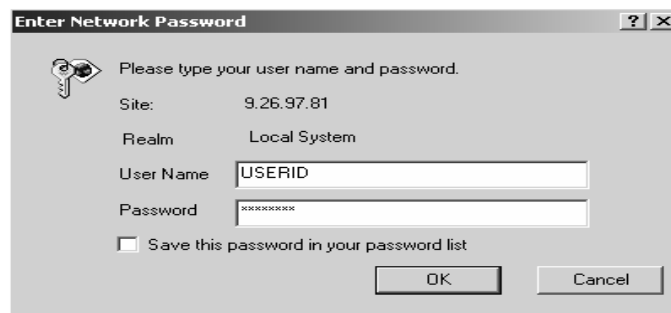 Enter Network Password
? X
Please type your user name and password.
Site: 9.26.97.81
Realm Local System
User Name USERID
Password ********
Save this password in your password list
OK Cancel